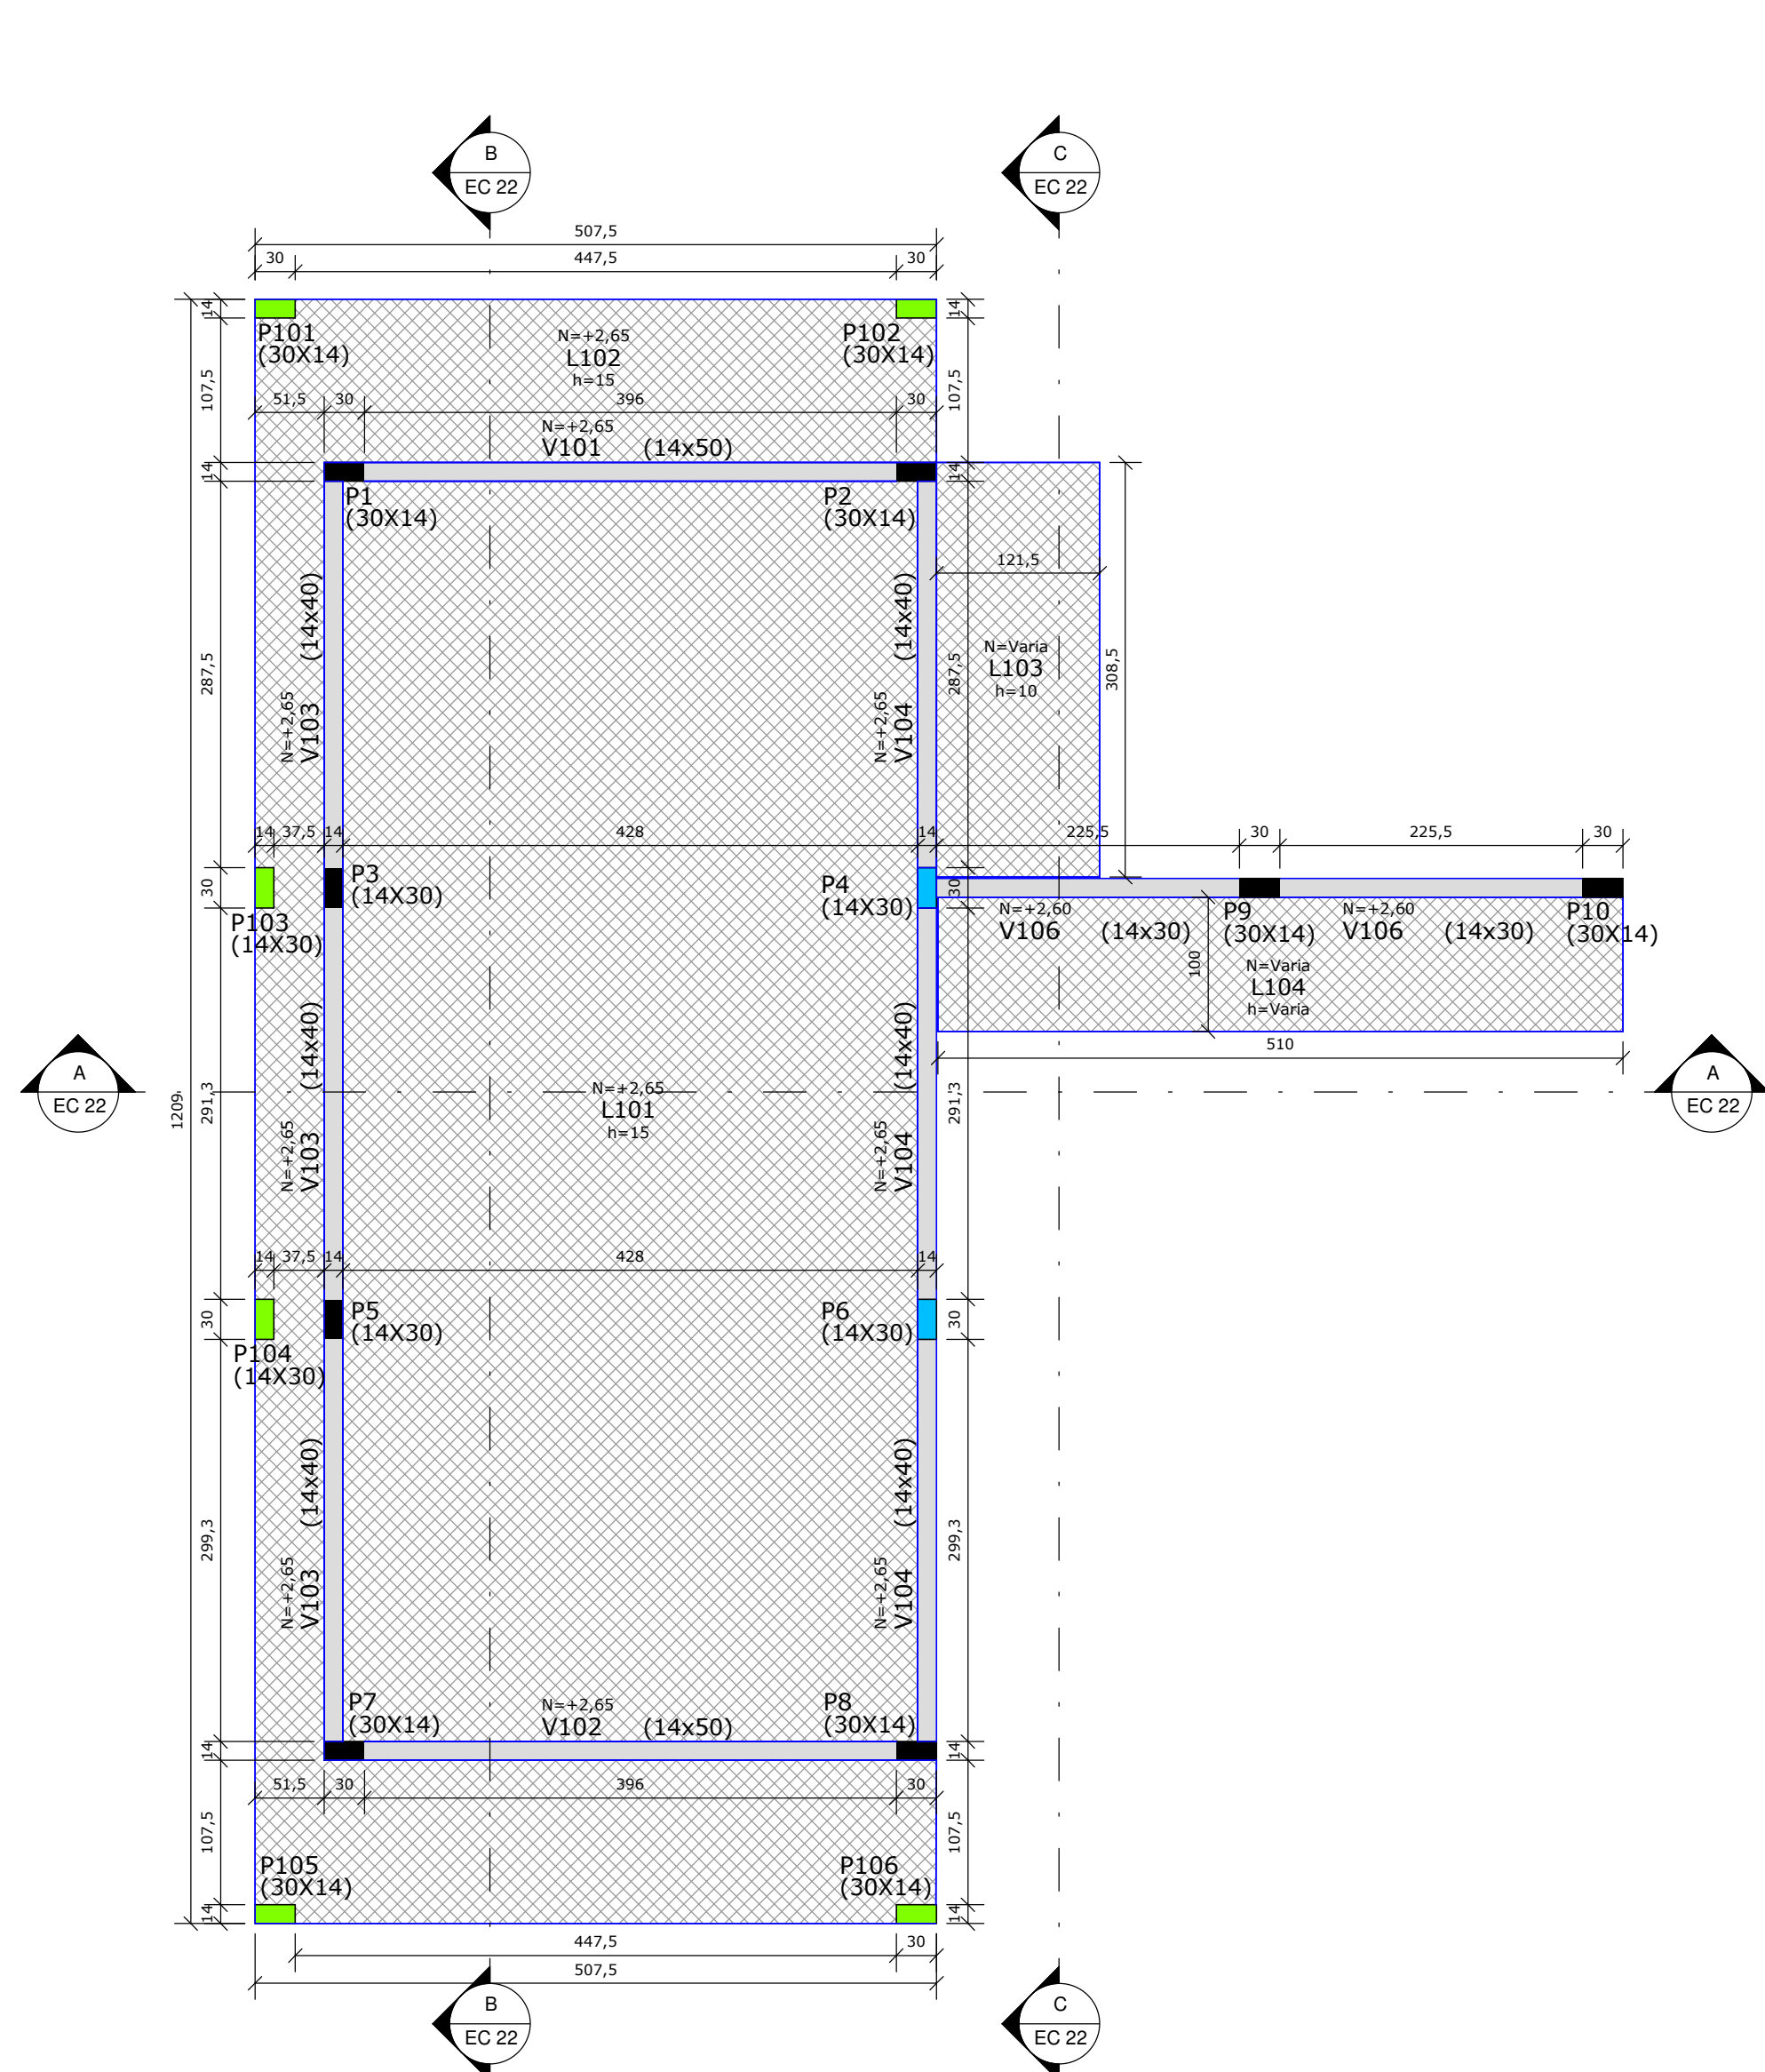 B
EC 22
C
EC 22
507,5
30
447,5
30
14
14
P101
(30X14)
N=+2,65
L102
h=15
P102
(30X14)
107,5
107,5
51,5
30
396
30
N=+2,65
V101 (14x50)
14
14
P1
(30X14)
P2
(30X14)
121,5
(14x40)
(14x40)
N=Varia
L103
h=10
287,5
287,5
308,5
N=+2,65
V103
N=+2,65
V104
14
37,5
14
428
14
225,5
30
225,5
30
30
P3
(14X30)
P4
(14X30)
30
P103
(14X30)
N=+2,60
V106 (14x30)
P9
(30X14)
N=+2,60
V106 (14x30)
P10
(30X14)
100
N=Varia
L104
h=Varia
510
(14x40)
(14x40)
A
EC 22
A
EC 22
1209
291,3
291,3
N=+2,65
L101
h=15
N=+2,65
V103
N=+2,65
V104
14
37,5
14
428
14
30
P5
(14X30)
P6
(14X30)
30
P104
(14X30)
(14x40)
(14x40)
299,3
299,3
N=+2,65
V103
N=+2,65
V104
P7
(30X14)
N=+2,65
V102 (14x50)
P8
(30X14)
14
14
51,5
30
396
30
107,5
107,5
P105
(30X14)
P106
(30X14)
14
14
447,5
30
507,5
B
EC 22
C
EC 22